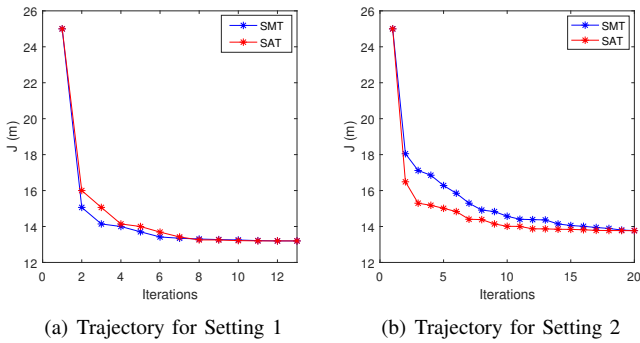 26
24
22
20
18
16
14
12
J (m)
0 2 4 6 8 10 12
Iterations
SMT
SAT
(a) Trajectory for Setting 1
26
24
22
20
18
16
14
12
J (m)
0 5 10 15 20
Iterations
SMT
SAT
(b) Trajectory for Setting 2